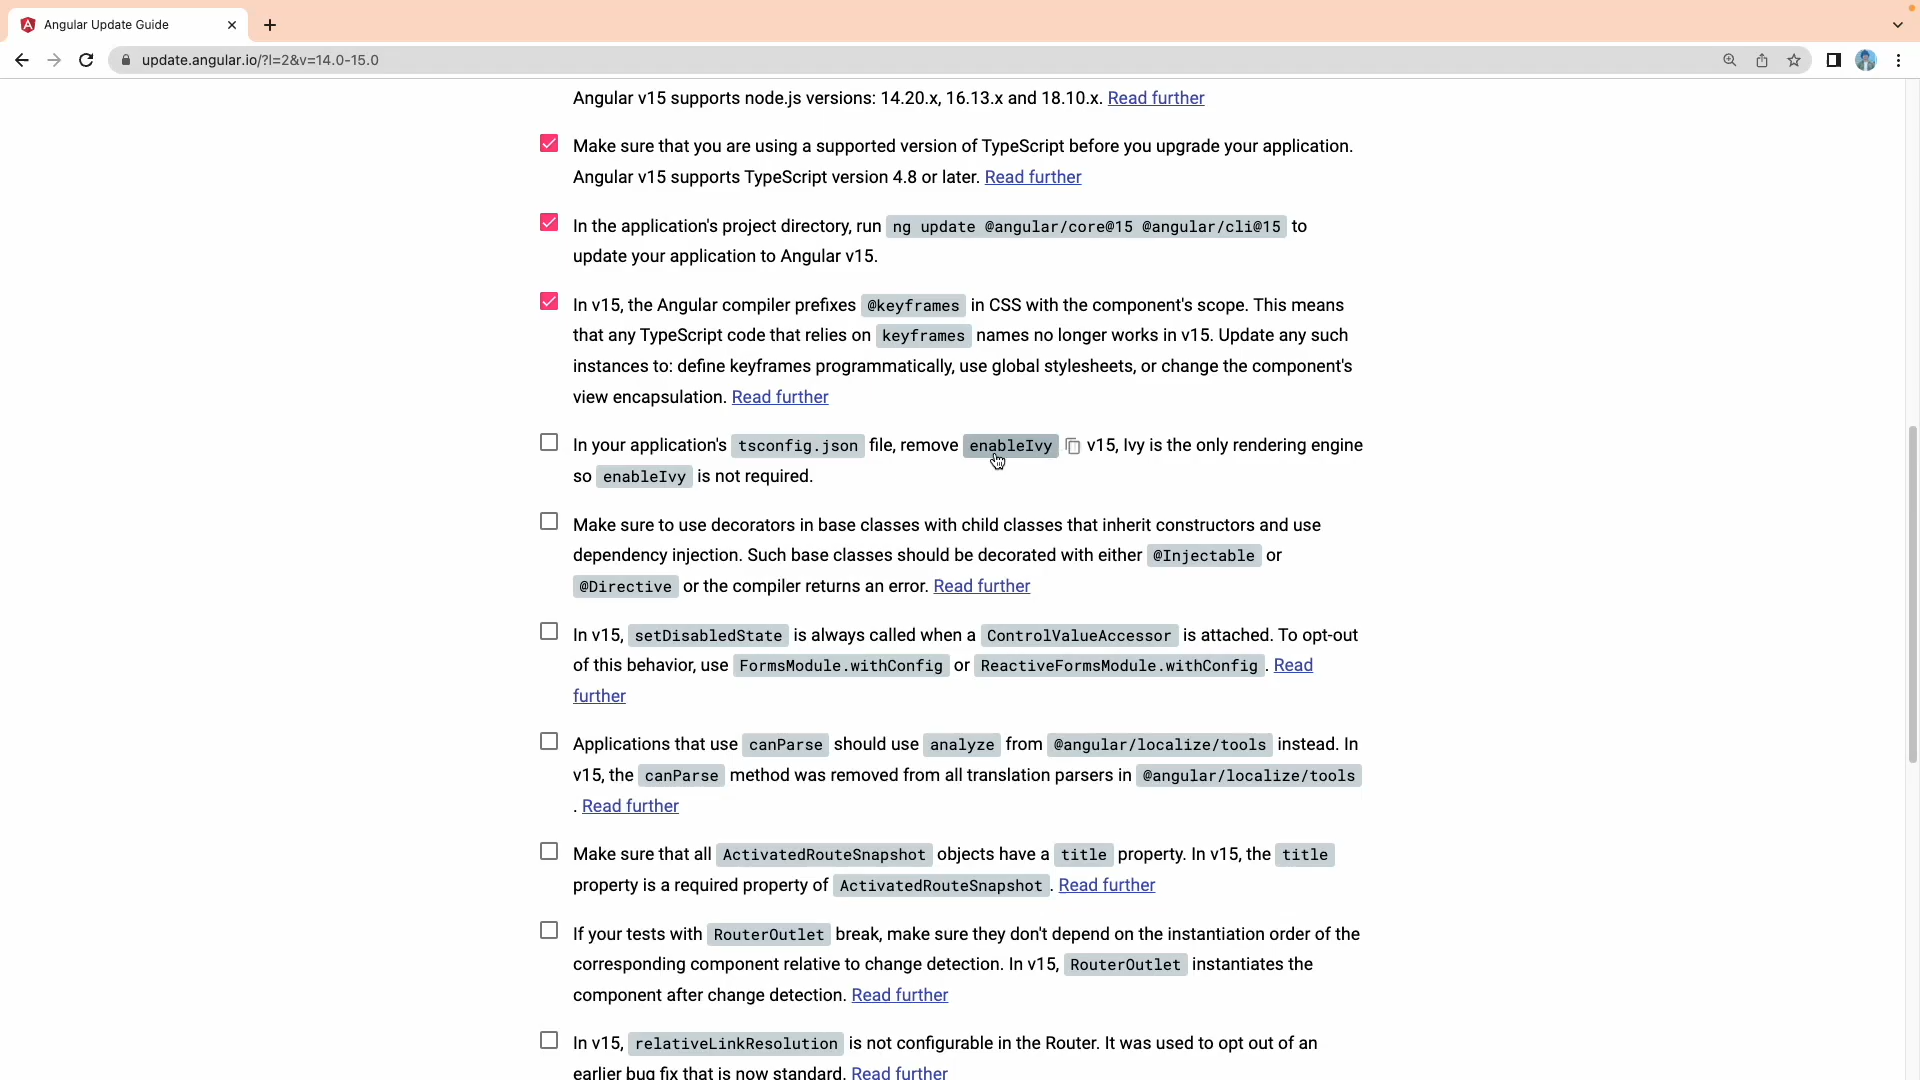 Angular Update Guide
update.angular.io/?l=2&v=14.0-15.0
Angular v15 supports node.js versions: 14.20.x, 16.13.x and 18.10.x. Read further
Make sure that you are using a supported version of TypeScript before you upgrade your application.
Angular v15 supports TypeScript version 4.8 or later. Read further
In the application's project directory, run ng update @angular/core@15 @angular/cli@15 to
update your application to Angular v15.
In v15, the Angular compiler prefixes @keyframes in CSS with the component's scope. This means
that any TypeScript code that relies on keyframes names no longer works in v15. Update any such
instances to: define keyframes programmatically, use global stylesheets, or change the component's
view encapsulation. Read further
In your application's tsconfig.json file, remove enableIvy v15, Ivy is the only rendering engine
so enableIvy is not required.
Make sure to use decorators in base classes with child classes that inherit constructors and use
dependency injection. Such base classes should be decorated with either @Injectable or
@Directive or the compiler returns an error. Read further
In v15, setDisabledState is always called when a ControlValueAccessor is attached. To opt-out
of this behavior, use FormsModule.withConfig or ReactiveFormsModule.withConfig . Read
further
Applications that use canParse should use analyze from @angular/localize/tools instead. In
v15, the canParse method was removed from all translation parsers in @angular/localize/tools
. Read further
Make sure that all ActivatedRouteSnapshot objects have a title property. In v15, the title
property is a required property of ActivatedRouteSnapshot . Read further
If your tests with RouterOutlet break, make sure they don't depend on the instantiation order of the
corresponding component relative to change detection. In v15, RouterOutlet instantiates the
component after change detection. Read further
In v15, relativeLinkResolution is not configurable in the Router. It was used to opt out of an
earlier bug fix that is now standard. Read further